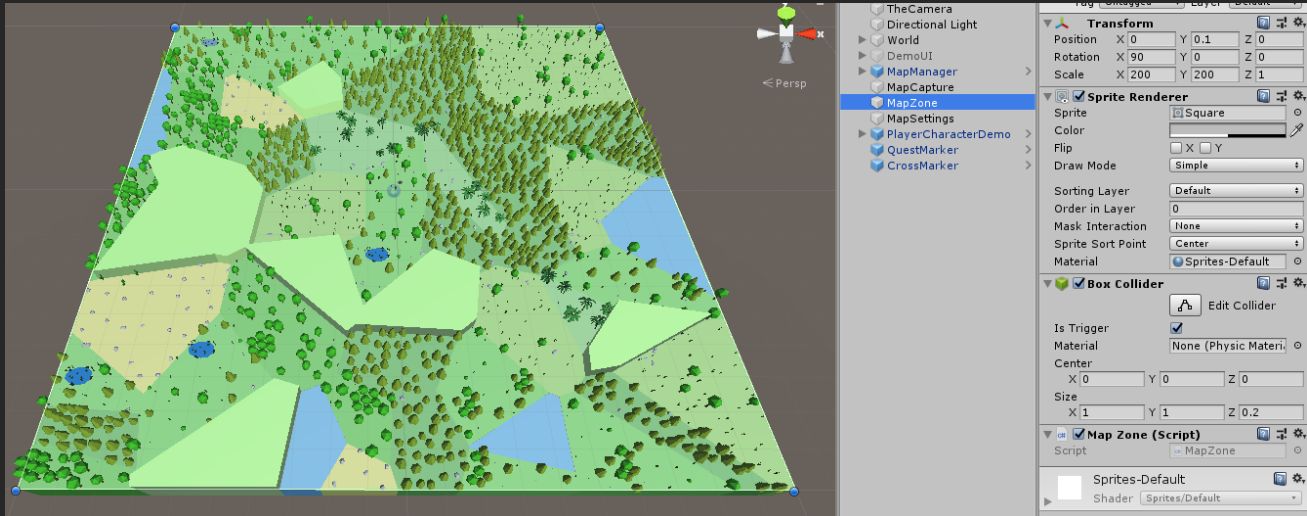 x
Persp
TheCamera
Directional Light
World
DemoUI
MapManager
MapCapture
MapZone
MapSettings
PlayerCharacterDemo
QuestMarker
CrossMarker
Transform
Position X 0 Y 0.1 Z 0
Rotation X 90 Y 0 Z 0
Scale X 200 Y 200 Z 1
Sprite Renderer
Sprite Square
Color
Flip X Y
Draw Mode Simple
Sorting Layer Default
Order in Layer 0
Mask Interaction None
Sprite Sort Point Center
Material Sprites-Default
Box Collider
Edit Collider
Is Trigger
Material None (Physic Materi
Center
X 0 Y 0 Z 0
Size
X 1 Y 1 Z 0.2
Map Zone (Script)
Script MapZone
Sprites-Default
Shader Sprites/Default